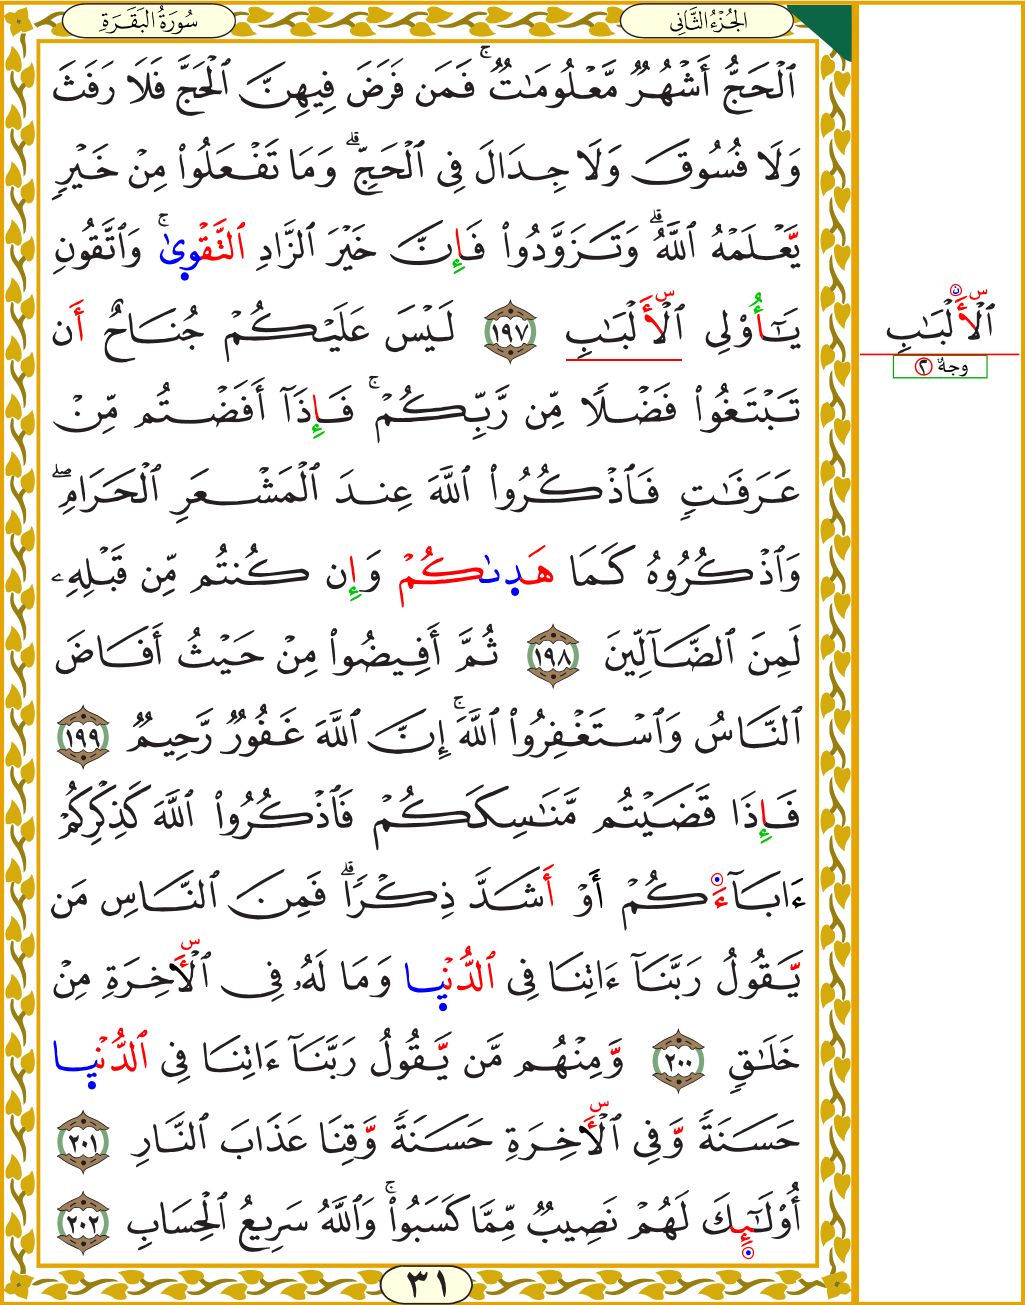 سُورَةُ البَقَرَةِ
الجُزْءُ الثَّانِى
ٱلْحَجُّ أَشْهُرٌ مَّعْلُومَٰتٌ ۚ فَمَن فَرَضَ فِيهِنَّ ٱلْحَجَّ فَلَا رَفَثَ
وَلَا فُسُوقَ وَلَا جِدَالَ فِى ٱلْحَجِّ ۗ وَمَا تَفْعَلُوا۟ مِنْ خَيْرٍ
يَّعْلَمْهُ ٱللَّهُ ۗ وَتَزَوَّدُوا۟ فَإِنَّ خَيْرَ ٱلزَّادِ ٱلتَّقْوىٰ ۚ وَٱتَّقُونِ
يَـٰٓأُو۟لِى ٱلْأَلْبَـٰبِ ١٩٧ لَيْسَ عَلَيْكُمْ جُنَاحٌ أَن
تَبْتَغُوا۟ فَضْلًا مِّن رَّبِّكُمْ ۚ فَإِذَآ أَفَضْتُم مِّنْ
عَرَفَـٰتٍ فَٱذْكُرُوا۟ ٱللَّهَ عِندَ ٱلْمَشْعَرِ ٱلْحَرَامِ ۖ
وَٱذْكُرُوهُ كَمَا هَدىٰكُمْ وَإِن كُنتُم مِّن قَبْلِهِۦ
لَمِنَ ٱلضَّآلِّينَ ١٩٨ ثُمَّ أَفِيضُوا۟ مِنْ حَيْثُ أَفَاضَ
ٱلنَّاسُ وَٱسْتَغْفِرُوا۟ ٱللَّهَ ۚ إِنَّ ٱللَّهَ غَفُورٌ رَّحِيمٌ ١٩٩
فَإِذَا قَضَيْتُم مَّنَـٰسِكَكُمْ فَٱذْكُرُوا۟ ٱللَّهَ كَذِكْرِكُمْ
ءَابَآءَكُمْ أَوْ أَشَدَّ ذِكْرًا ۗ فَمِنَ ٱلنَّاسِ مَن
يَّقُولُ رَبَّنَآ ءَاتِنَا فِى ٱلدُّنْيَا وَمَا لَهُۥ فِى ٱلْأَخِرَةِ مِنْ
خَلَـٰقٍ ٢٠٠ وَّمِنْهُم مَّن يَّقُولُ رَبَّنَآ ءَاتِنَا فِى ٱلدُّنْيَا
حَسَنَةً وَّفِى ٱلْأَخِرَةِ حَسَنَةً وَّقِنَا عَذَابَ ٱلنَّارِ ٢٠١
أُو۟لَـٰٓئِكَ لَهُمْ نَصِيبٌ مِّمَّا كَسَبُوا۟ ۚ وَٱللَّهُ سَرِيعُ ٱلْحِسَابِ ٢٠٢
٣١
ٱلْأَلْبَـٰبِ
وجهٌ ٢